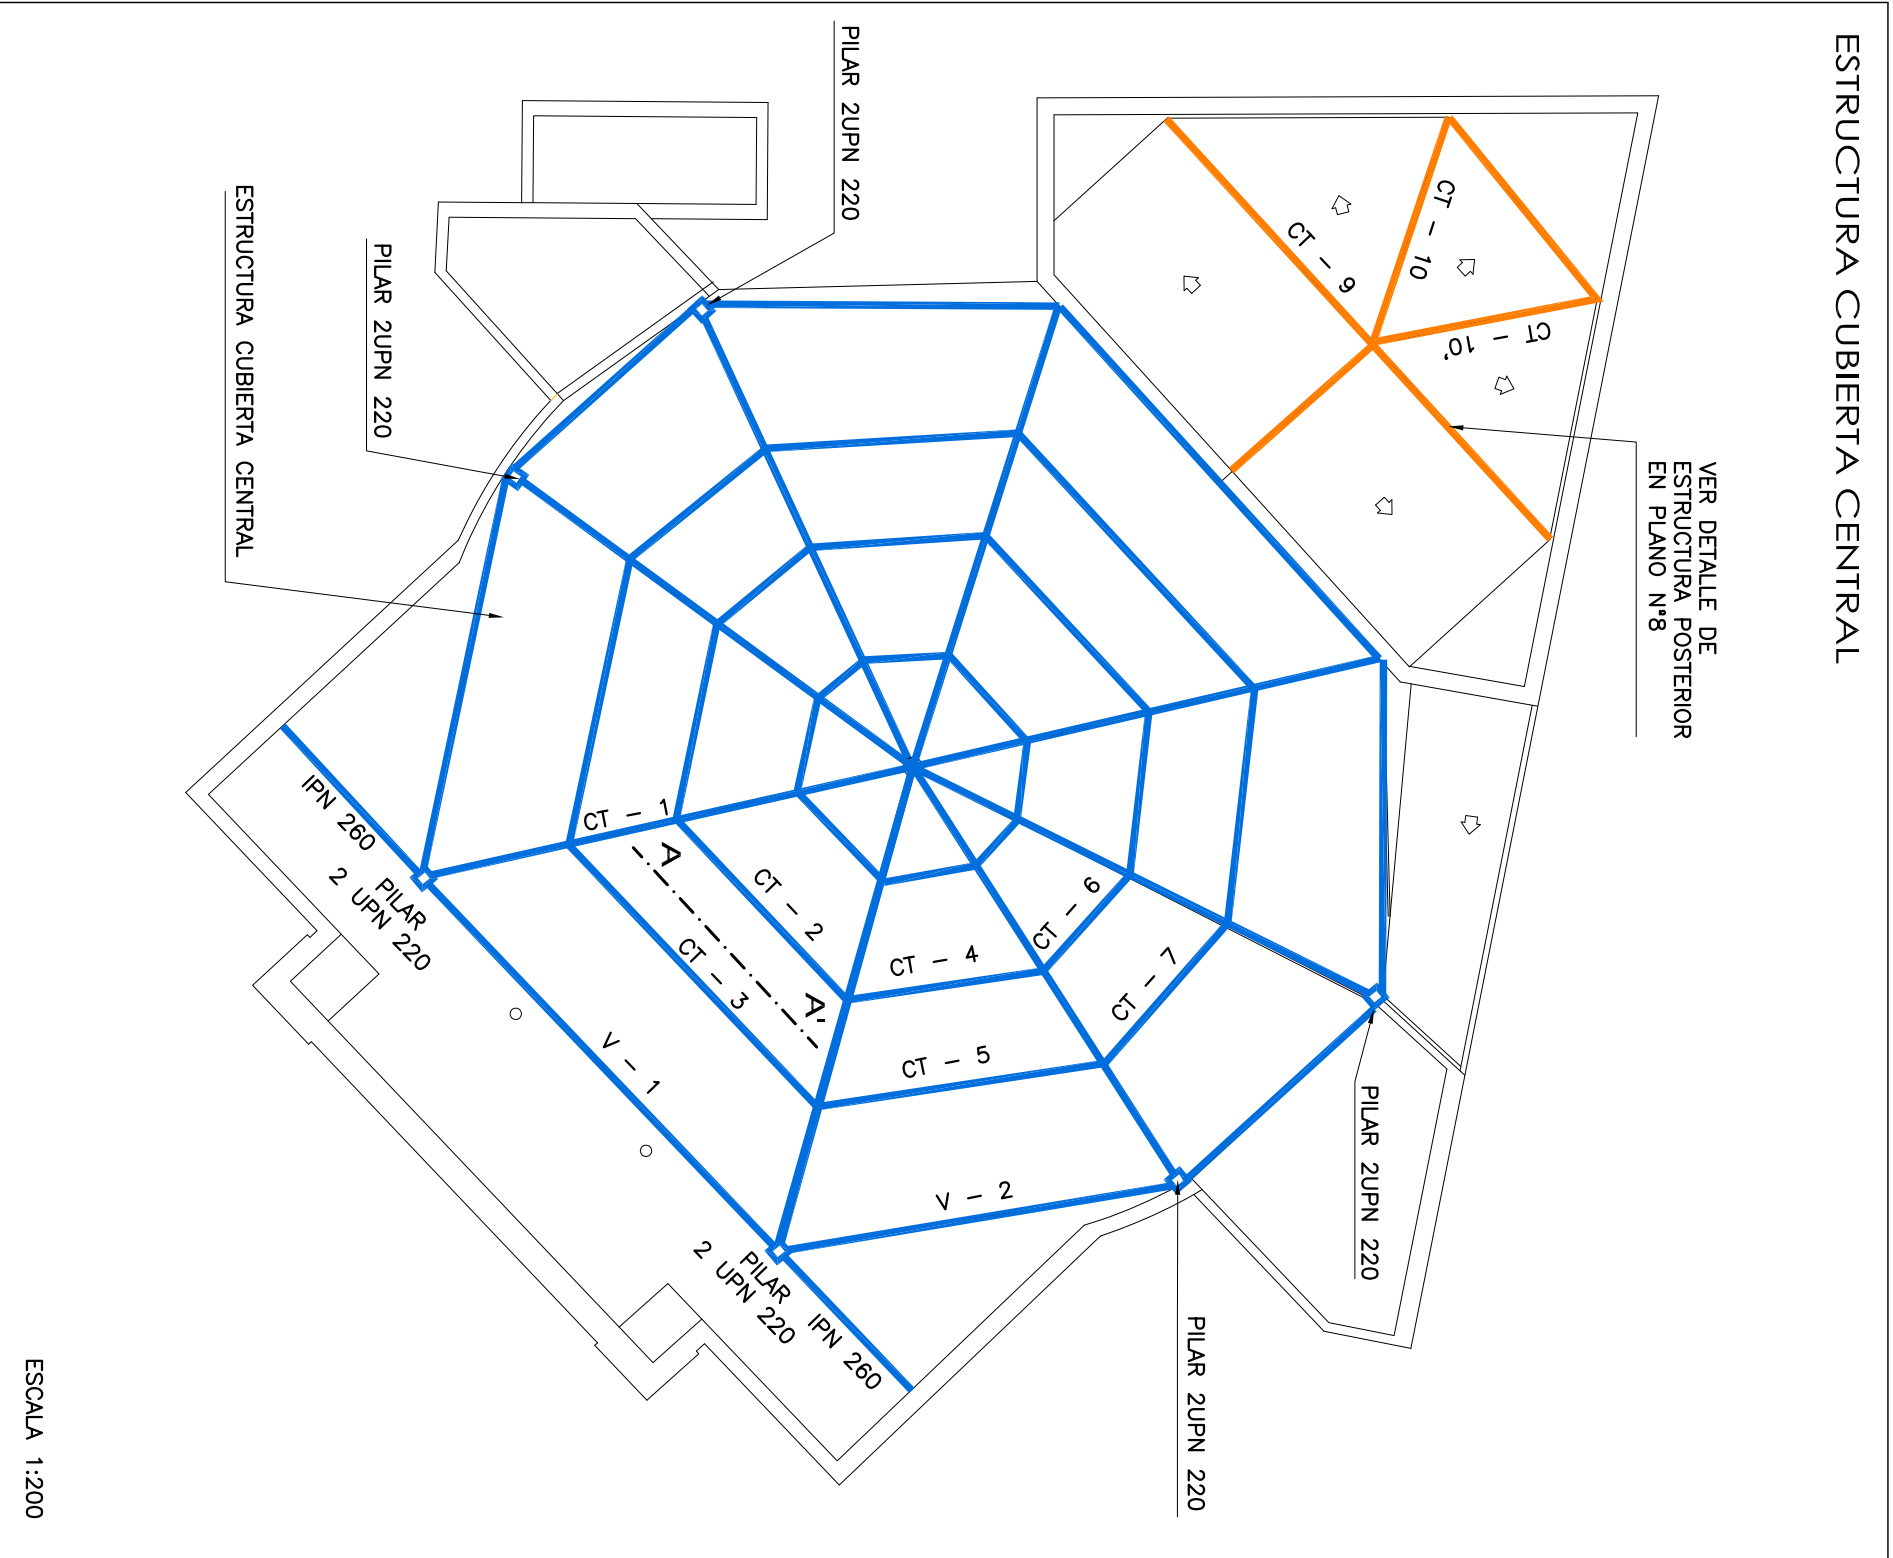 ESTRUCTURA CUBIERTA CENTRAL
VER DETALLE DE
ESTRUCTURA POSTERIOR
EN PLANO N°8
PILAR 2UPN 220
PILAR 2UPN 220
ESTRUCTURA CUBIERTA CENTRAL
CT - 9
CT - 10
CT - 10'
CT - 1
CT - 2
CT - 3
CT - 4
CT - 5
CT - 6
CT - 7
A
A'
V - 1
V - 2
IPN 260
PILAR
2 UPN 220
PILAR
2 UPN 220
IPN 260
PILAR 2UPN 220
PILAR 2UPN 220
ESCALA 1:200